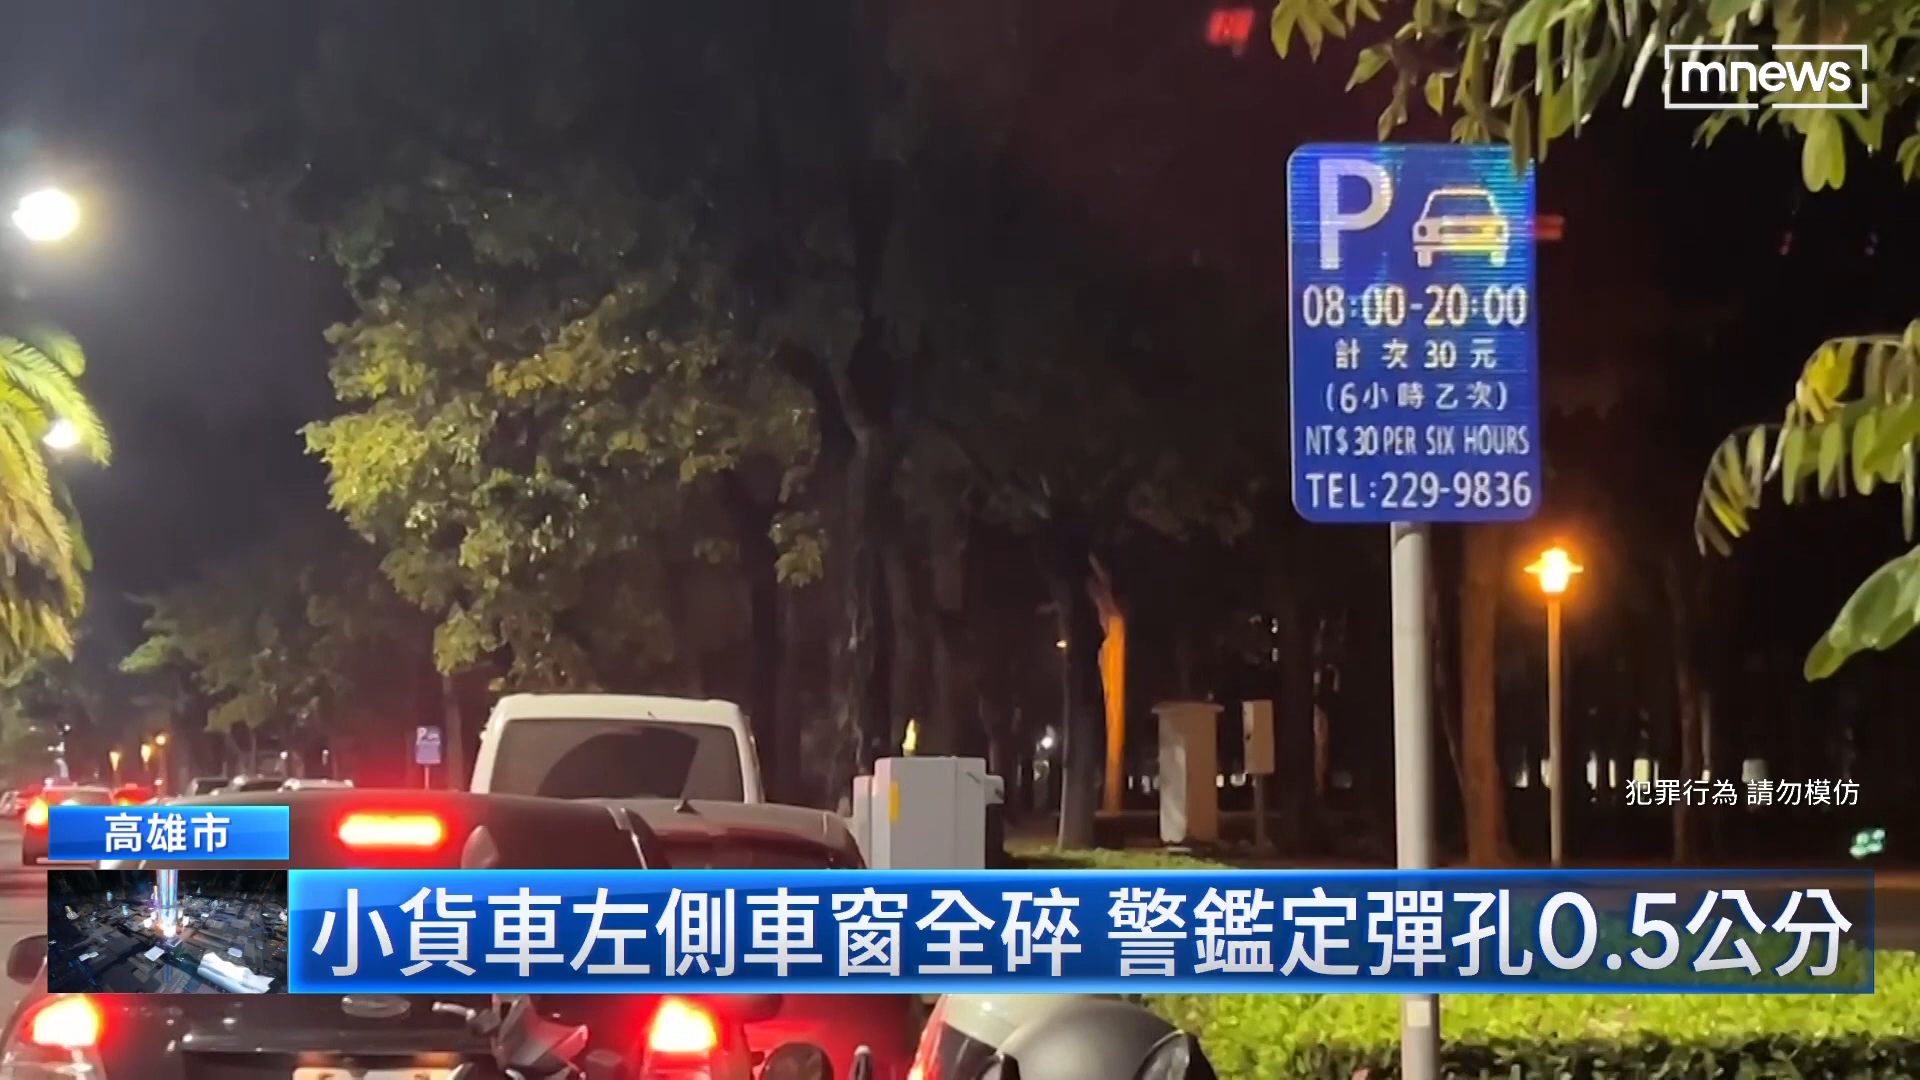 mnews
P
08:00-20:00
計次30元
(6小時乙次)
NT$30 PER SIX HOURS
TEL:229-9836
P
犯罪行為 請勿模仿
高雄市
小貨車左側車窗全碎 警鑑定彈孔0.5公分